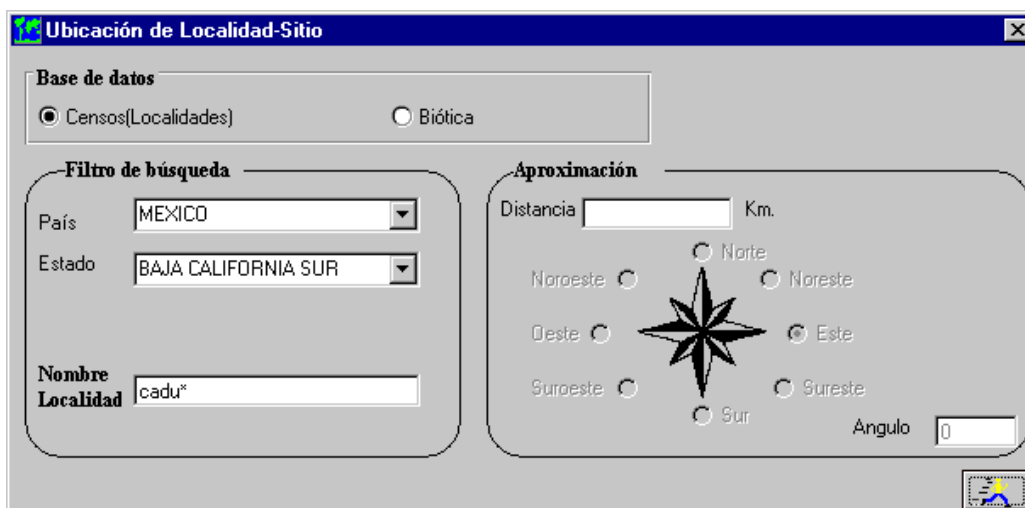 Ubicación de Localidad-Sitio
Base de datos
Censos(Localidades)
Biótica
Filtro de búsqueda
País
MEXICO
Estado
BAJA CALIFORNIA SUR
Nombre
Localidad
cadu*
Aproximación
Distancia
Km.
Norte
Noroeste
Noreste
Oeste
Este
Suroeste
Sureste
Sur
Angulo
0